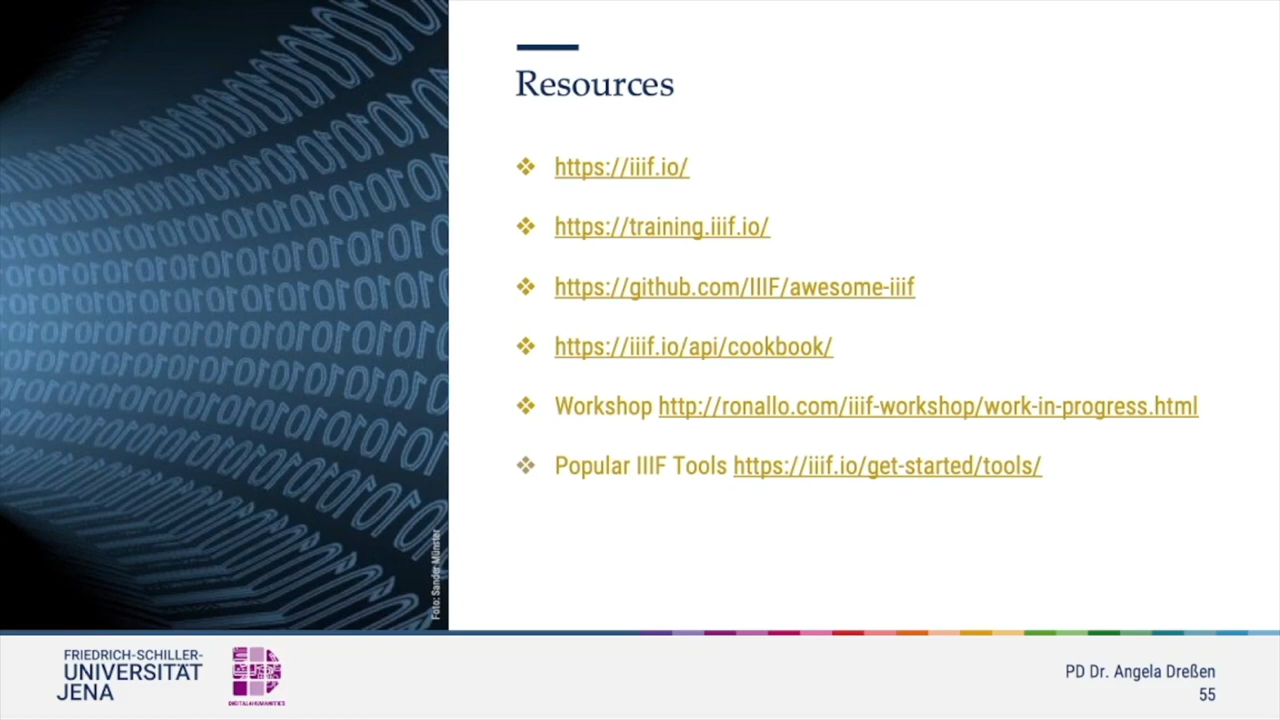 Resources
https://iiif.io/
https://training.iiif.io/
https://github.com/IIIF/awesome-iiif
https://iiif.io/api/cookbook/
Workshop http://ronallo.com/iiif-workshop/work-in-progress.html
Popular IIIF Tools https://iiif.io/get-started/tools/
Foto: Sander Münster
FRIEDRICH-SCHILLER-
UNIVERSITÄT
JENA
DIGITAL HUMANITIES
PD Dr. Angela Dreßen
55